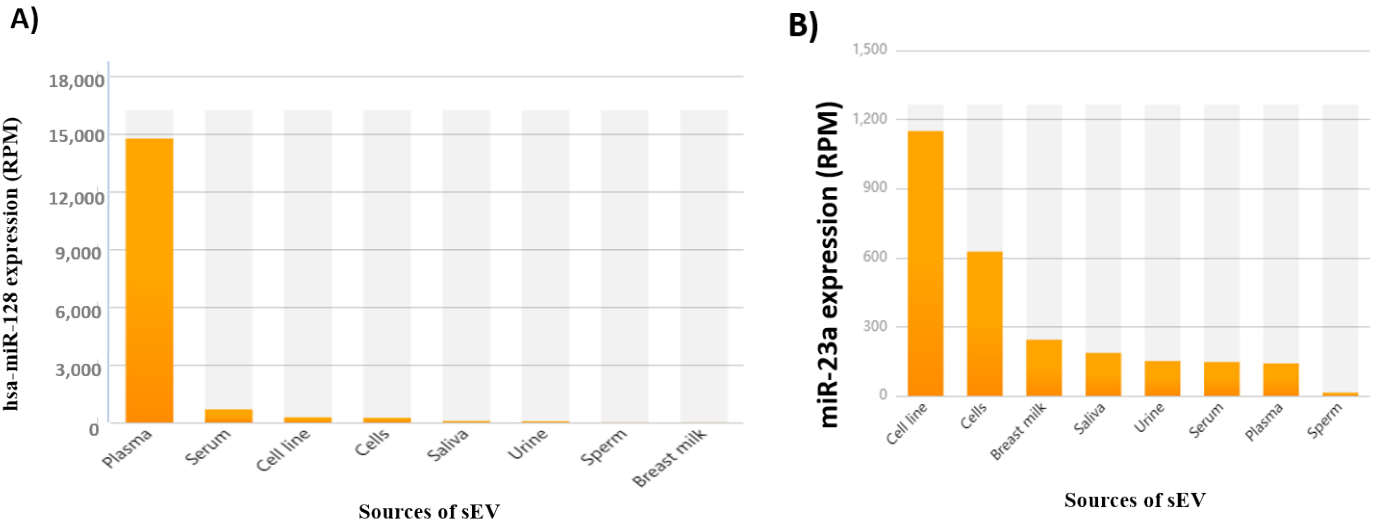 A)
hsa-miR-128 expression (RPM)
18,000
15,000
12,000
9,000
6,000
3,000
0
Plasma
Serum
Cell line
Cells
Saliva
Urine
Sperm
Breast milk
Sources of sEV
B)
miR-23a expression (RPM)
1,500
1,200
900
600
300
0
Cell line
Cells
Breast milk
Saliva
Urine
Serum
Plasma
Sperm
Sources of sEV